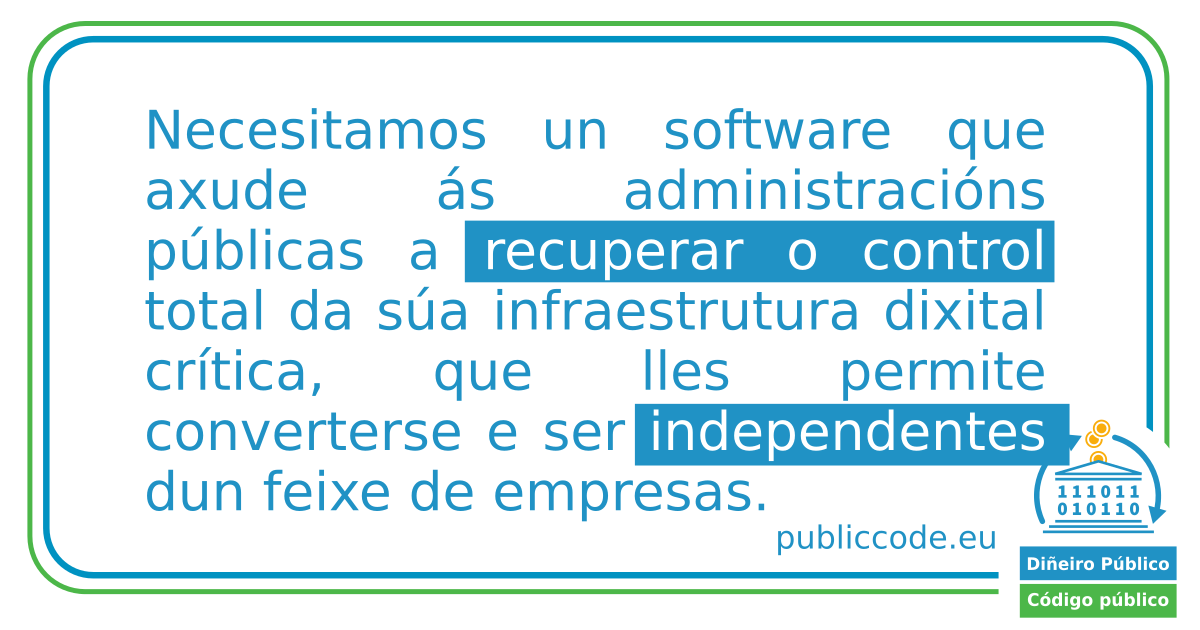 Necesitamos un software que
axude ás administracións
públicas a recuperar o control
total da súa infraestrutura dixital
crítica, que lles permite
converterse e ser independentes
dun feixe de empresas.
publiccode.eu
111011
010110
Diñeiro Público
Código público